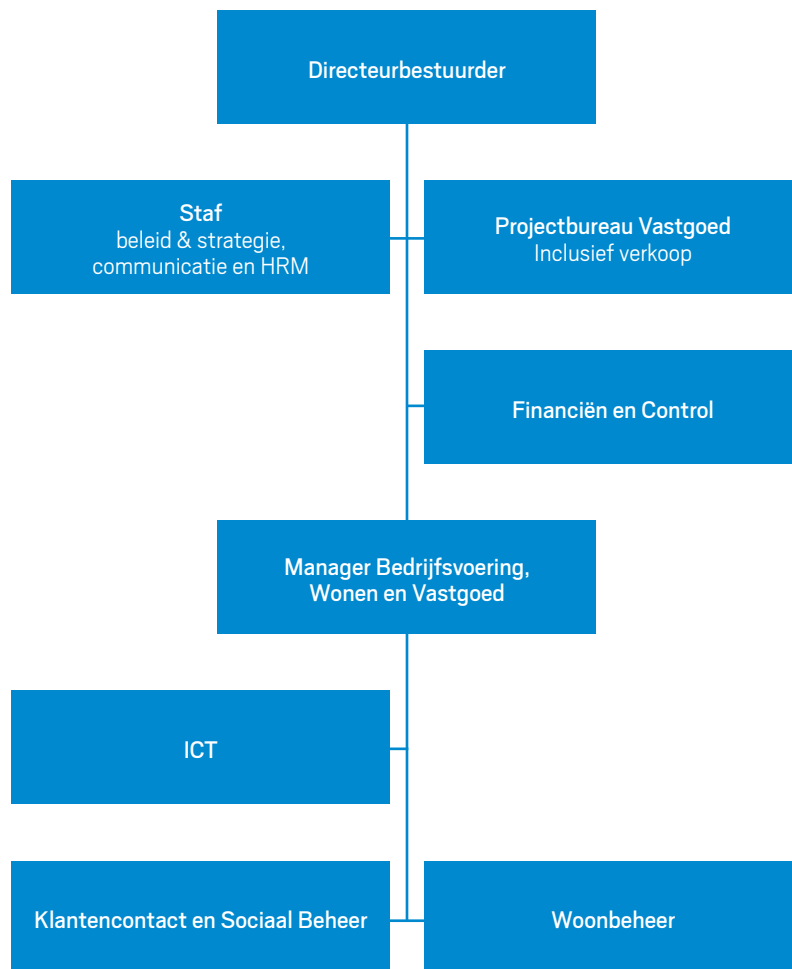 Directeurbestuurder
Staf
beleid & strategie,
communicatie en HRM
Projectbureau Vastgoed
Inclusief verkoop
Financiën en Control
Manager Bedrijfsvoering,
Wonen en Vastgoed
ICT
Klantencontact en Sociaal Beheer
Woonbeheer